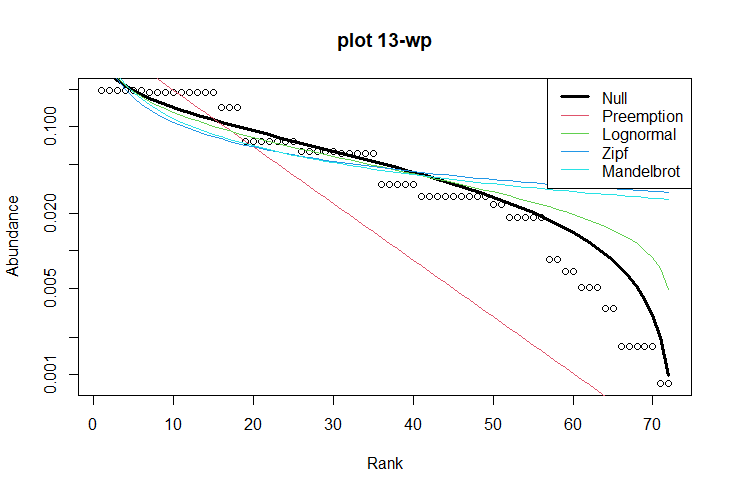 plot 13-wp
Null
Preemption
Lognormal
Zipf
Mandelbrot
Abundance
0.100
0.020
0.005
0.001
0 10 20 30 40 50 60 70
Rank